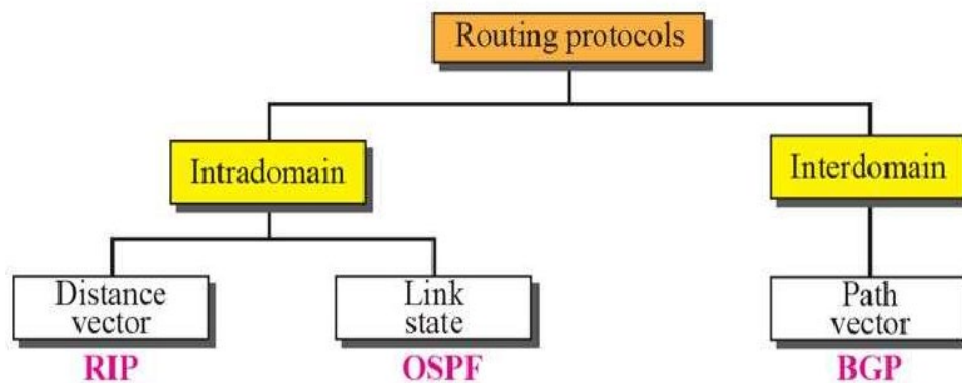 Routing protocols
Intradomain
Interdomain
Distance
vector
Link
state
Path
vector
RIP
OSPF
BGP